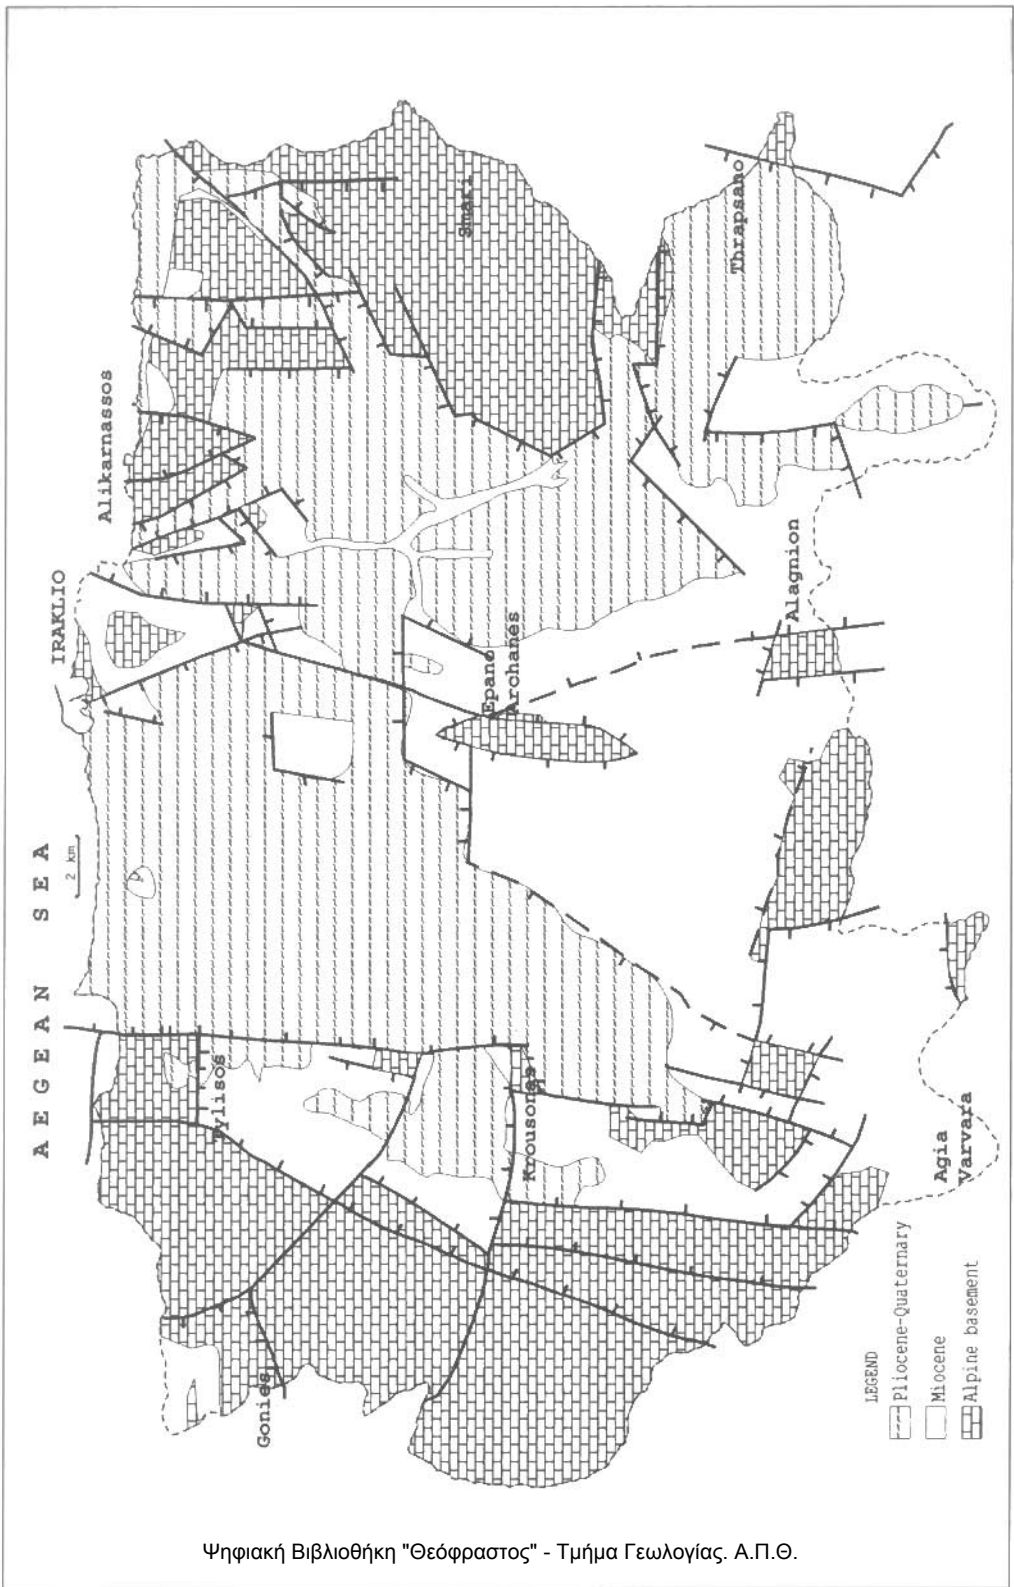 AEGEAN SEA
2 km
IRAKLIO
Alikarnassos
Tylisos
Gonies
Krousonas
Epano
Archanes
Smari
Thrapsano
Alagnion
Agia
Varvara
LEGEND
Pliocene-Quaternary
Miocene
Alpine basement
Ψηφιακή Βιβλιοθήκη "Θεόφραστος" - Τμήμα Γεωλογίας. Α.Π.Θ.